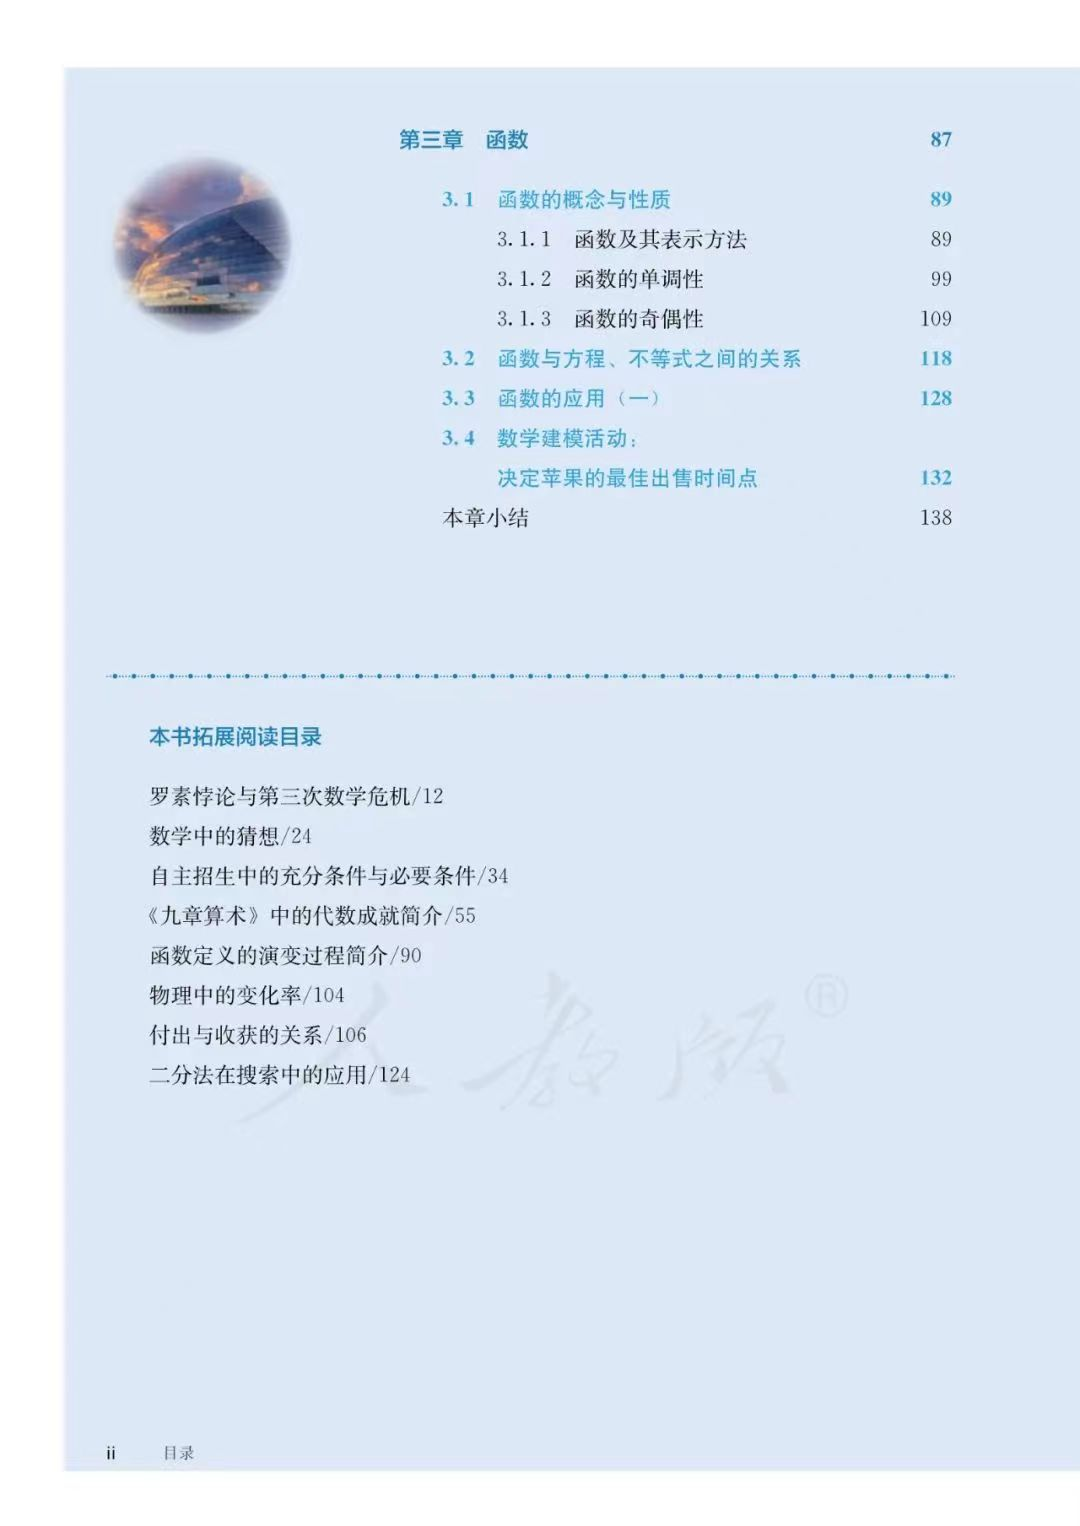 第三章 函数 87
3.1 函数的概念与性质 89
3.1.1 函数及其表示方法 89
3.1.2 函数的单调性 99
3.1.3 函数的奇偶性 109
3.2 函数与方程、不等式之间的关系 118
3.3 函数的应用(一) 128
3.4 数学建模活动:
决定苹果的最佳出售时间点 132
本章小结 138
本书拓展阅读目录
罗素悖论与第三次数学危机/12
数学中的猜想/24
自主招生中的充分条件与必要条件/34
《九章算术》中的代数成就简介/55
函数定义的演变过程简介/90
物理中的变化率/104
付出与收获的关系/106
二分法在搜索中的应用/124
人教版®
ii 目录